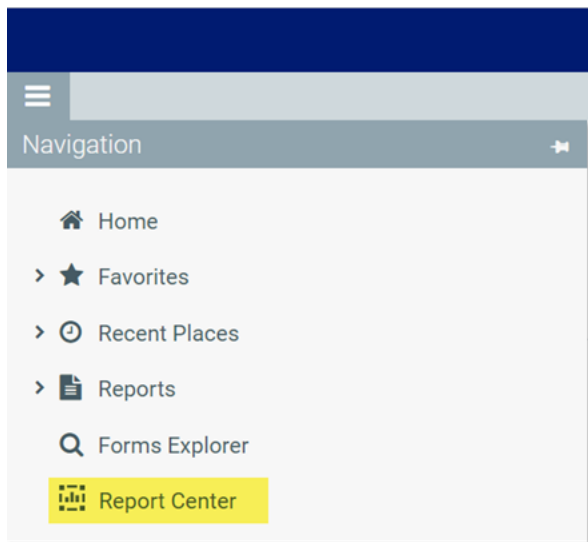 Navigation
Home
Favorites
Recent Places
Reports
Forms Explorer
Report Center